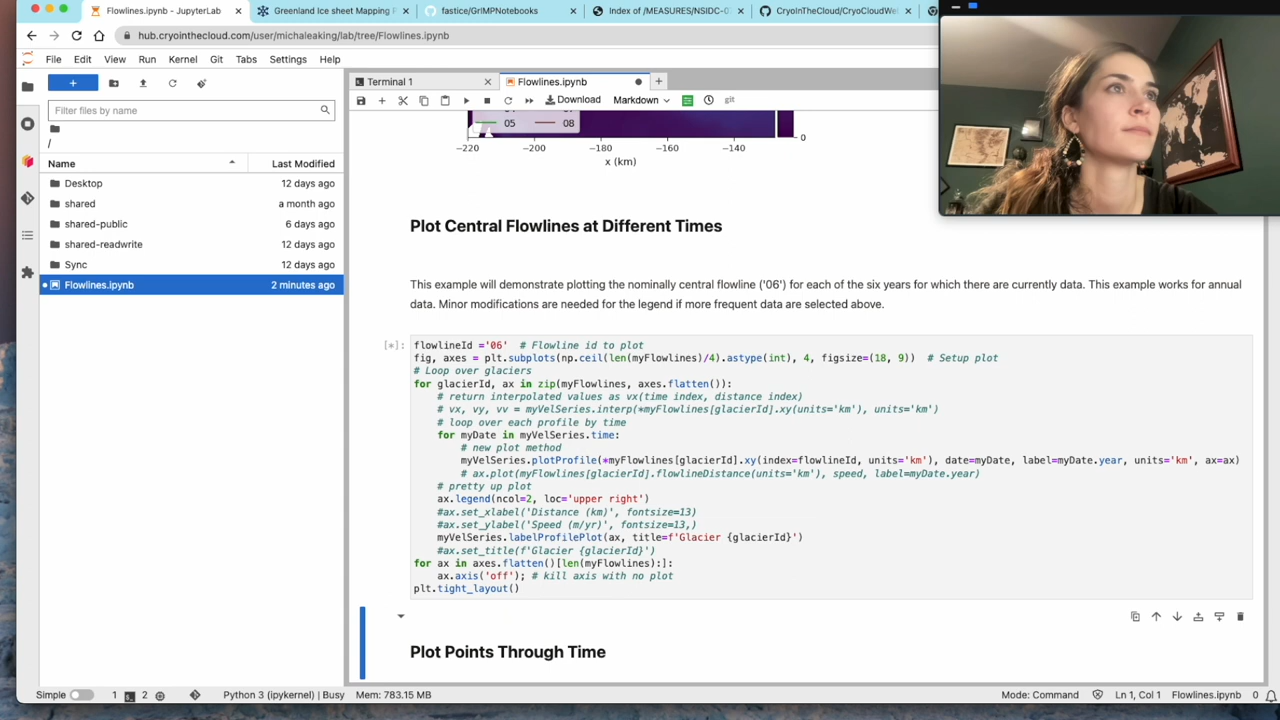 Flowlines.ipynb - JupyterLab
Greenland Ice sheet Mapping P
fastice/GrIMPNotebooks
Index of /MEASURES/NSIDC-0
CryoInTheCloud/CryoCloudWe
hub.cryointhecloud.com/user/michaleaking/lab/tree/Flowlines.ipynb
File Edit View Run Kernel Git Tabs Settings Help
Terminal 1
Flowlines.ipynb
Filter files by name
Download
Markdown
git
/
Name
Last Modified
Desktop 12 days ago
shared a month ago
shared-public 6 days ago
shared-readwrite 12 days ago
Sync 12 days ago
Flowlines.ipynb 2 minutes ago
05 08
0
−220 −200 −180 −160 −140
x (km)
Plot Central Flowlines at Different Times
This example will demonstrate plotting the nominally central flowline ('06') for each of the six years for which there are currently data. This example works for annual
data. Minor modifications are needed for the legend if more frequent data are selected above.
[*]:
flowlineId ='06'  # Flowline id to plot
fig, axes = plt.subplots(np.ceil(len(myFlowlines)/4).astype(int), 4, figsize=(18, 9))  # Setup plot
# Loop over glaciers
for glacierId, ax in zip(myFlowlines, axes.flatten()):
# return interpolated values as vx(time index, distance index)
# vx, vy, vv = myVelSeries.interp(*myFlowlines[glacierId].xy(units='km'), units='km')
# loop over each profile by time
for myDate in myVelSeries.time:
# new plot method
myVelSeries.plotProfile(*myFlowlines[glacierId].xy(index=flowlineId, units='km'), date=myDate, label=myDate.year, units='km', ax=ax)
# ax.plot(myFlowlines[glacierId].flowlineDistance(units='km'), speed, label=myDate.year)
# pretty up plot
ax.legend(ncol=2, loc='upper right')
#ax.set_xlabel('Distance (km)', fontsize=13)
#ax.set_ylabel('Speed (m/yr)', fontsize=13,)
myVelSeries.labelProfilePlot(ax, title=f'Glacier {glacierId}')
#ax.set_title(f'Glacier {glacierId}')
for ax in axes.flatten()[len(myFlowlines):]:
ax.axis('off'); # kill axis with no plot
plt.tight_layout()
Plot Points Through Time
Simple 1 2 Python 3 (ipykernel) | Busy Mem: 783.15 MB Mode: Command Ln 1, Col 1 Flowlines.ipynb 0